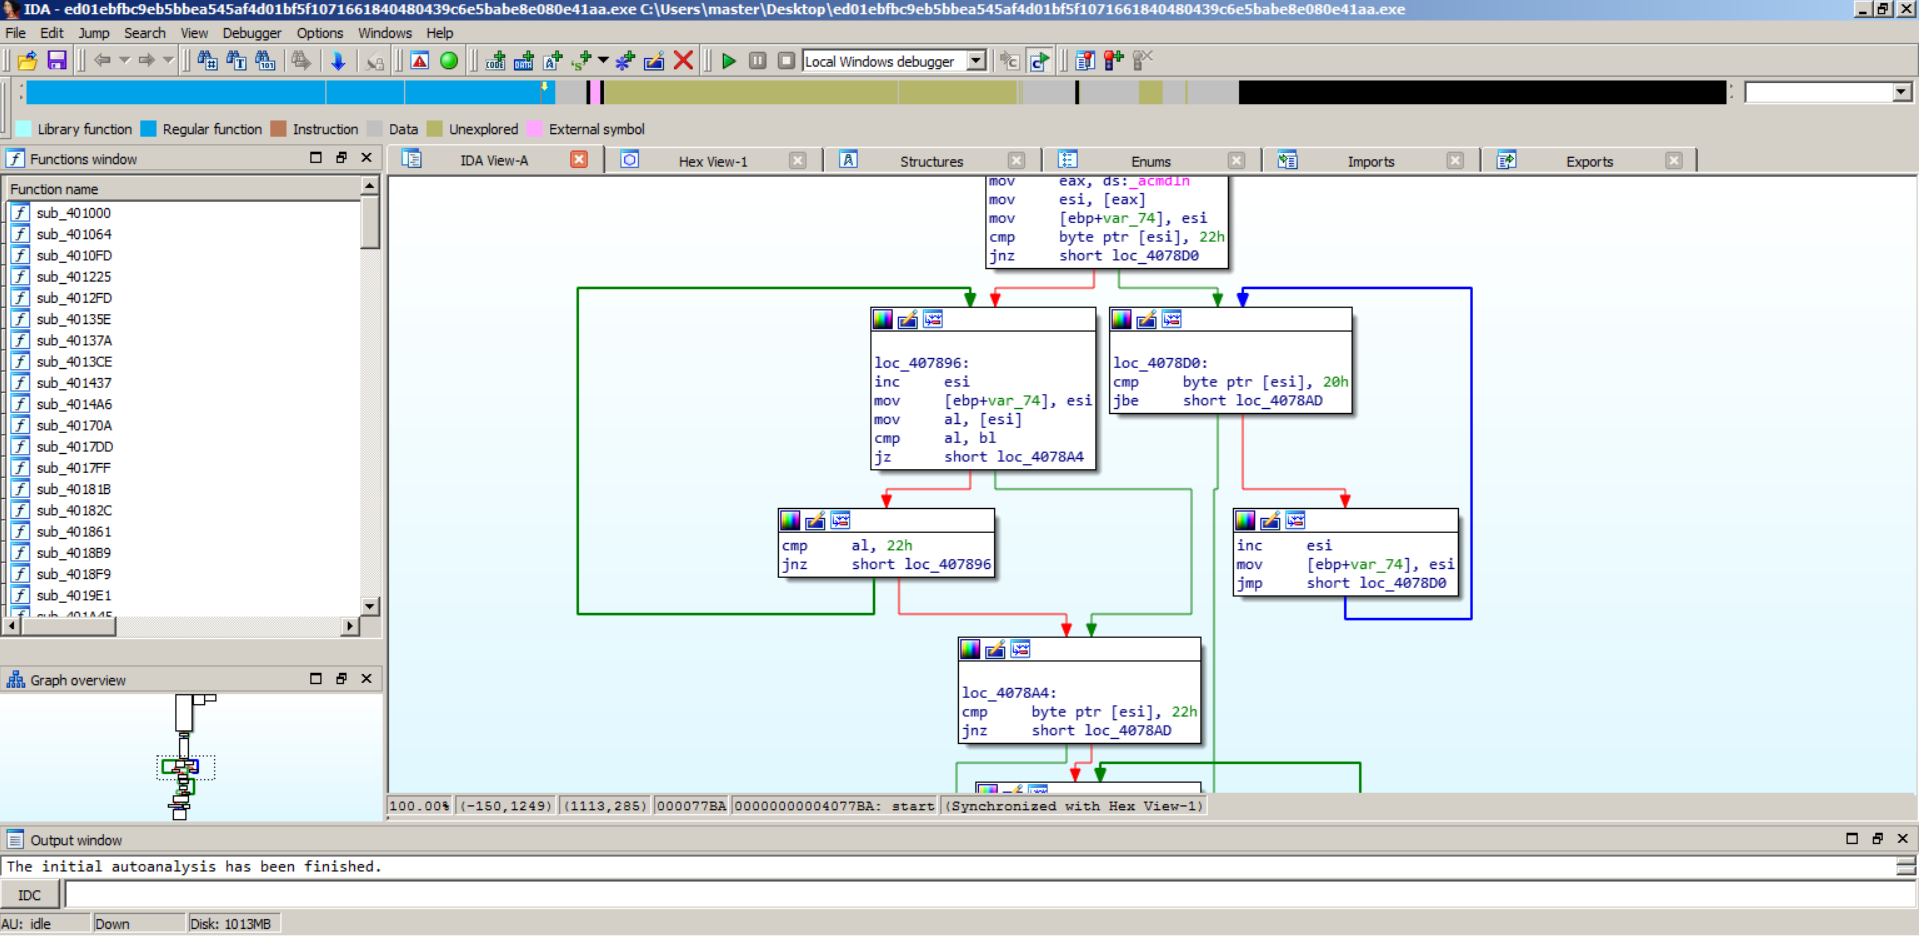 IDA - ed01ebfbc9eb5bbea545af4d01bf5f1071661840480439c6e5babe8e080e41aa.exe C:\Users\master\Desktop\ed01ebfbc9eb5bbea545af4d01bf5f1071661840480439c6e5babe8e080e41aa.exe
File Edit Jump Search View Debugger Options Windows Help
Local Windows debugger
Library function Regular function Instruction Data Unexplored External symbol
Functions window
IDA View-A Hex View-1 Structures Enums Imports Exports
Function name
sub_401000
sub_401064
sub_4010FD
sub_401225
sub_4012FD
sub_40135E
sub_40137A
sub_4013CE
sub_401437
sub_4014A6
sub_40170A
sub_4017DD
sub_4017FF
sub_40181B
sub_40182C
sub_401861
sub_4018B9
sub_4018F9
sub_4019E1
sub_401A45
Graph overview
mov eax, ds:_acmdln
mov esi, [eax]
mov [ebp+var_74], esi
cmp byte ptr [esi], 22h
jnz short loc_4078D0
loc_407896:
inc esi
mov [ebp+var_74], esi
mov al, [esi]
cmp al, bl
jz short loc_4078A4
loc_4078D0:
cmp byte ptr [esi], 20h
jbe short loc_4078AD
cmp al, 22h
jnz short loc_407896
inc esi
mov [ebp+var_74], esi
jmp short loc_4078D0
loc_4078A4:
cmp byte ptr [esi], 22h
jnz short loc_4078AD
100.00% (-150,1249) (1113,285) 000077BA 00000000004077BA: start (Synchronized with Hex View-1)
Output window
The initial autoanalysis has been finished.
IDC
AU: idle Down Disk: 1013MB